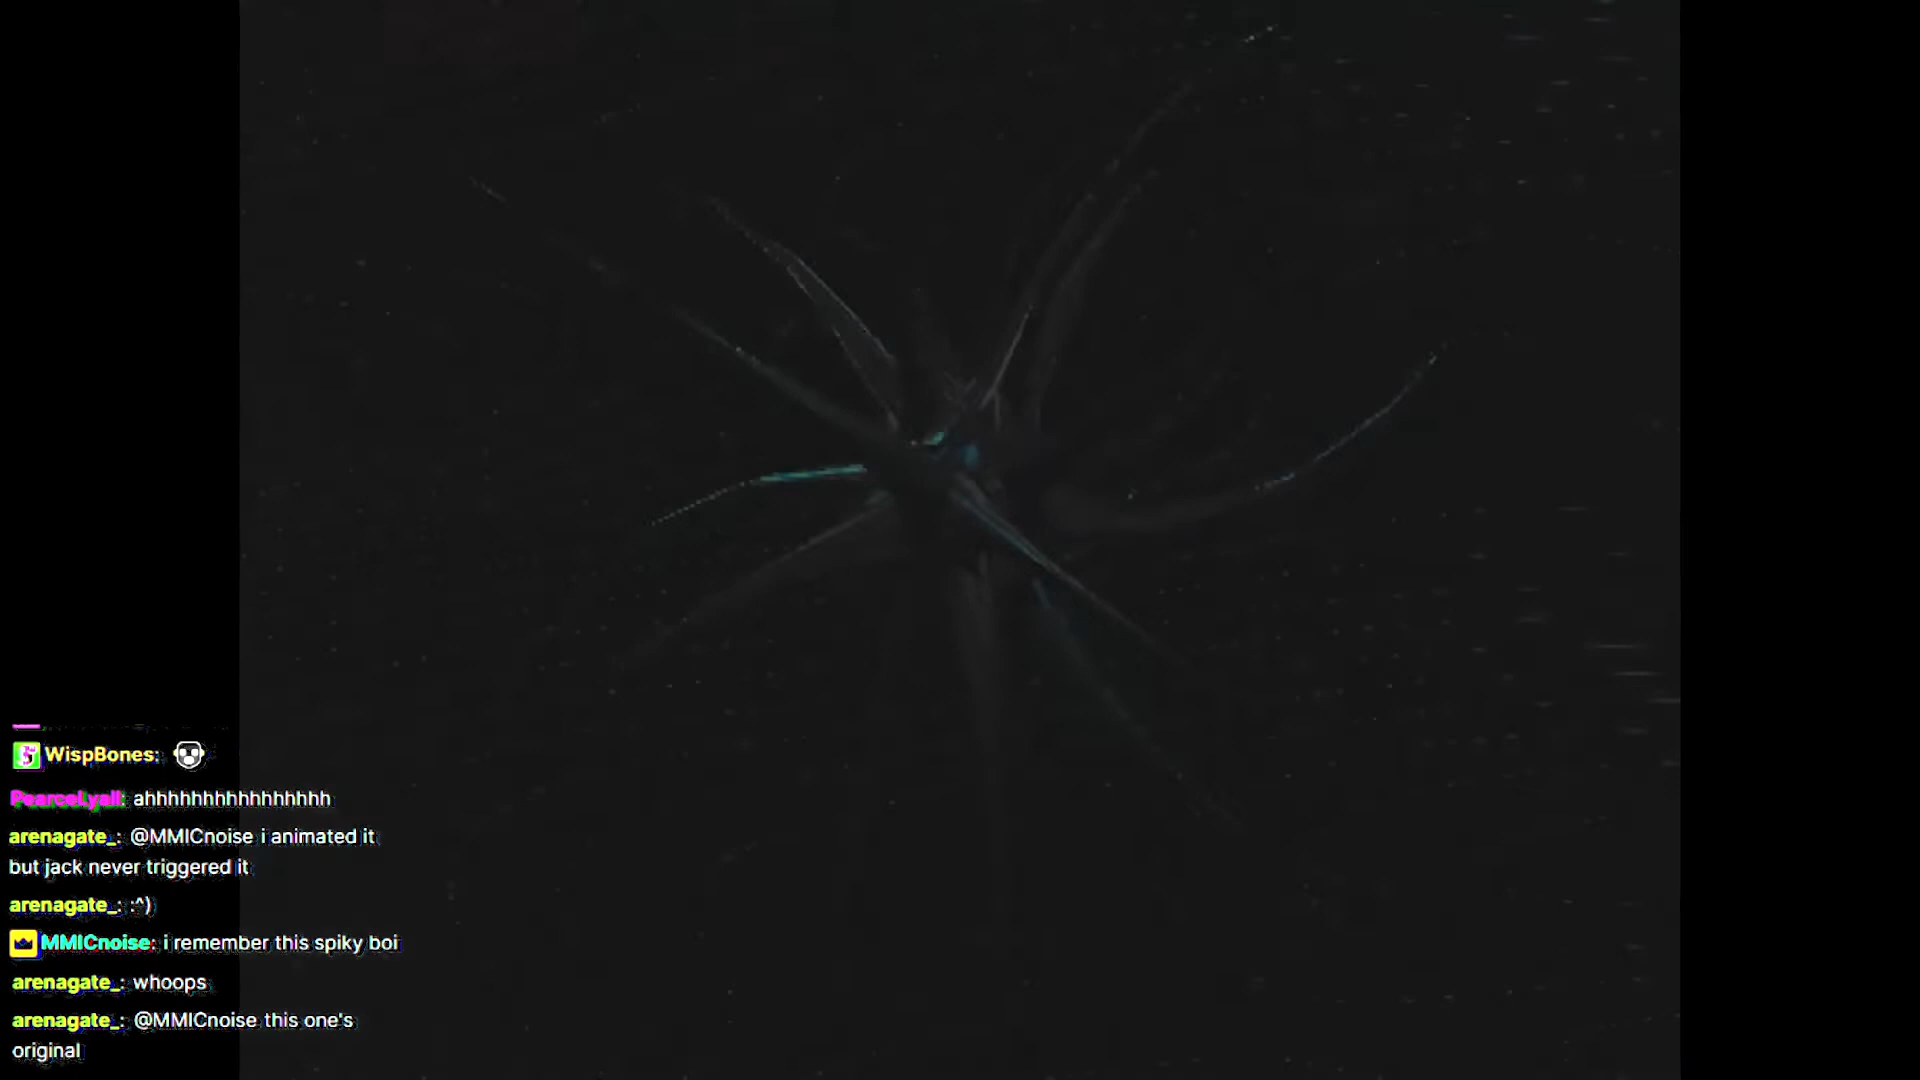 WispBones:
PearceLyall: ahhhhhhhhhhhhhhhhh
arenagate_: @MMICnoise i animated it
but jack never triggered it
arenagate_: :^)
MMICnoise: i remember this spiky boi
arenagate_: whoops
arenagate_: @MMICnoise this one's
original